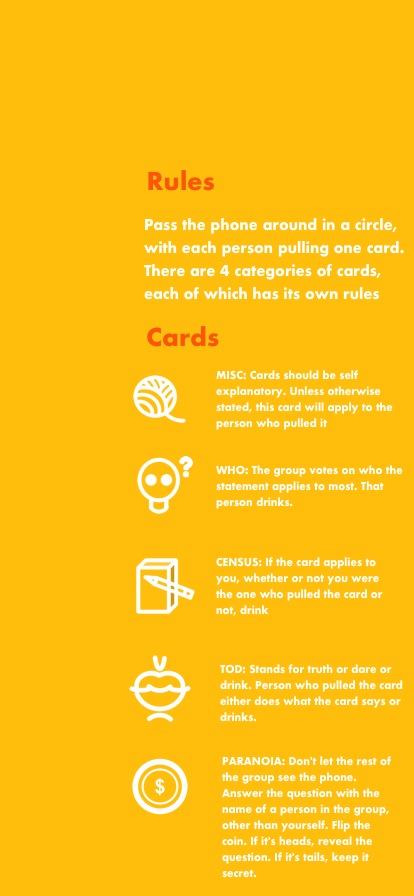 Rules
Pass the phone around in a circle,
with each person pulling one card.
There are 4 categories of cards,
each of which has its own rules
Cards
MISC: Cards should be self
explanatory. Unless otherwise
stated, this card will apply to the
person who pulled it
?
WHO: The group votes on who the
statement applies to most. That
person drinks.
CENSUS: If the card applies to
you, whether or not you were
the one who pulled the card or
not, drink
TOD: Stands for truth or dare or
drink. Person who pulled the card
either does what the card says or
drinks.
$
PARANOIA: Don't let the rest of
the group see the phone.
Answer the question with the
name of a person in the group,
other than yourself. Flip the
coin. If it's heads, reveal the
question. If it's tails, keep it
secret.